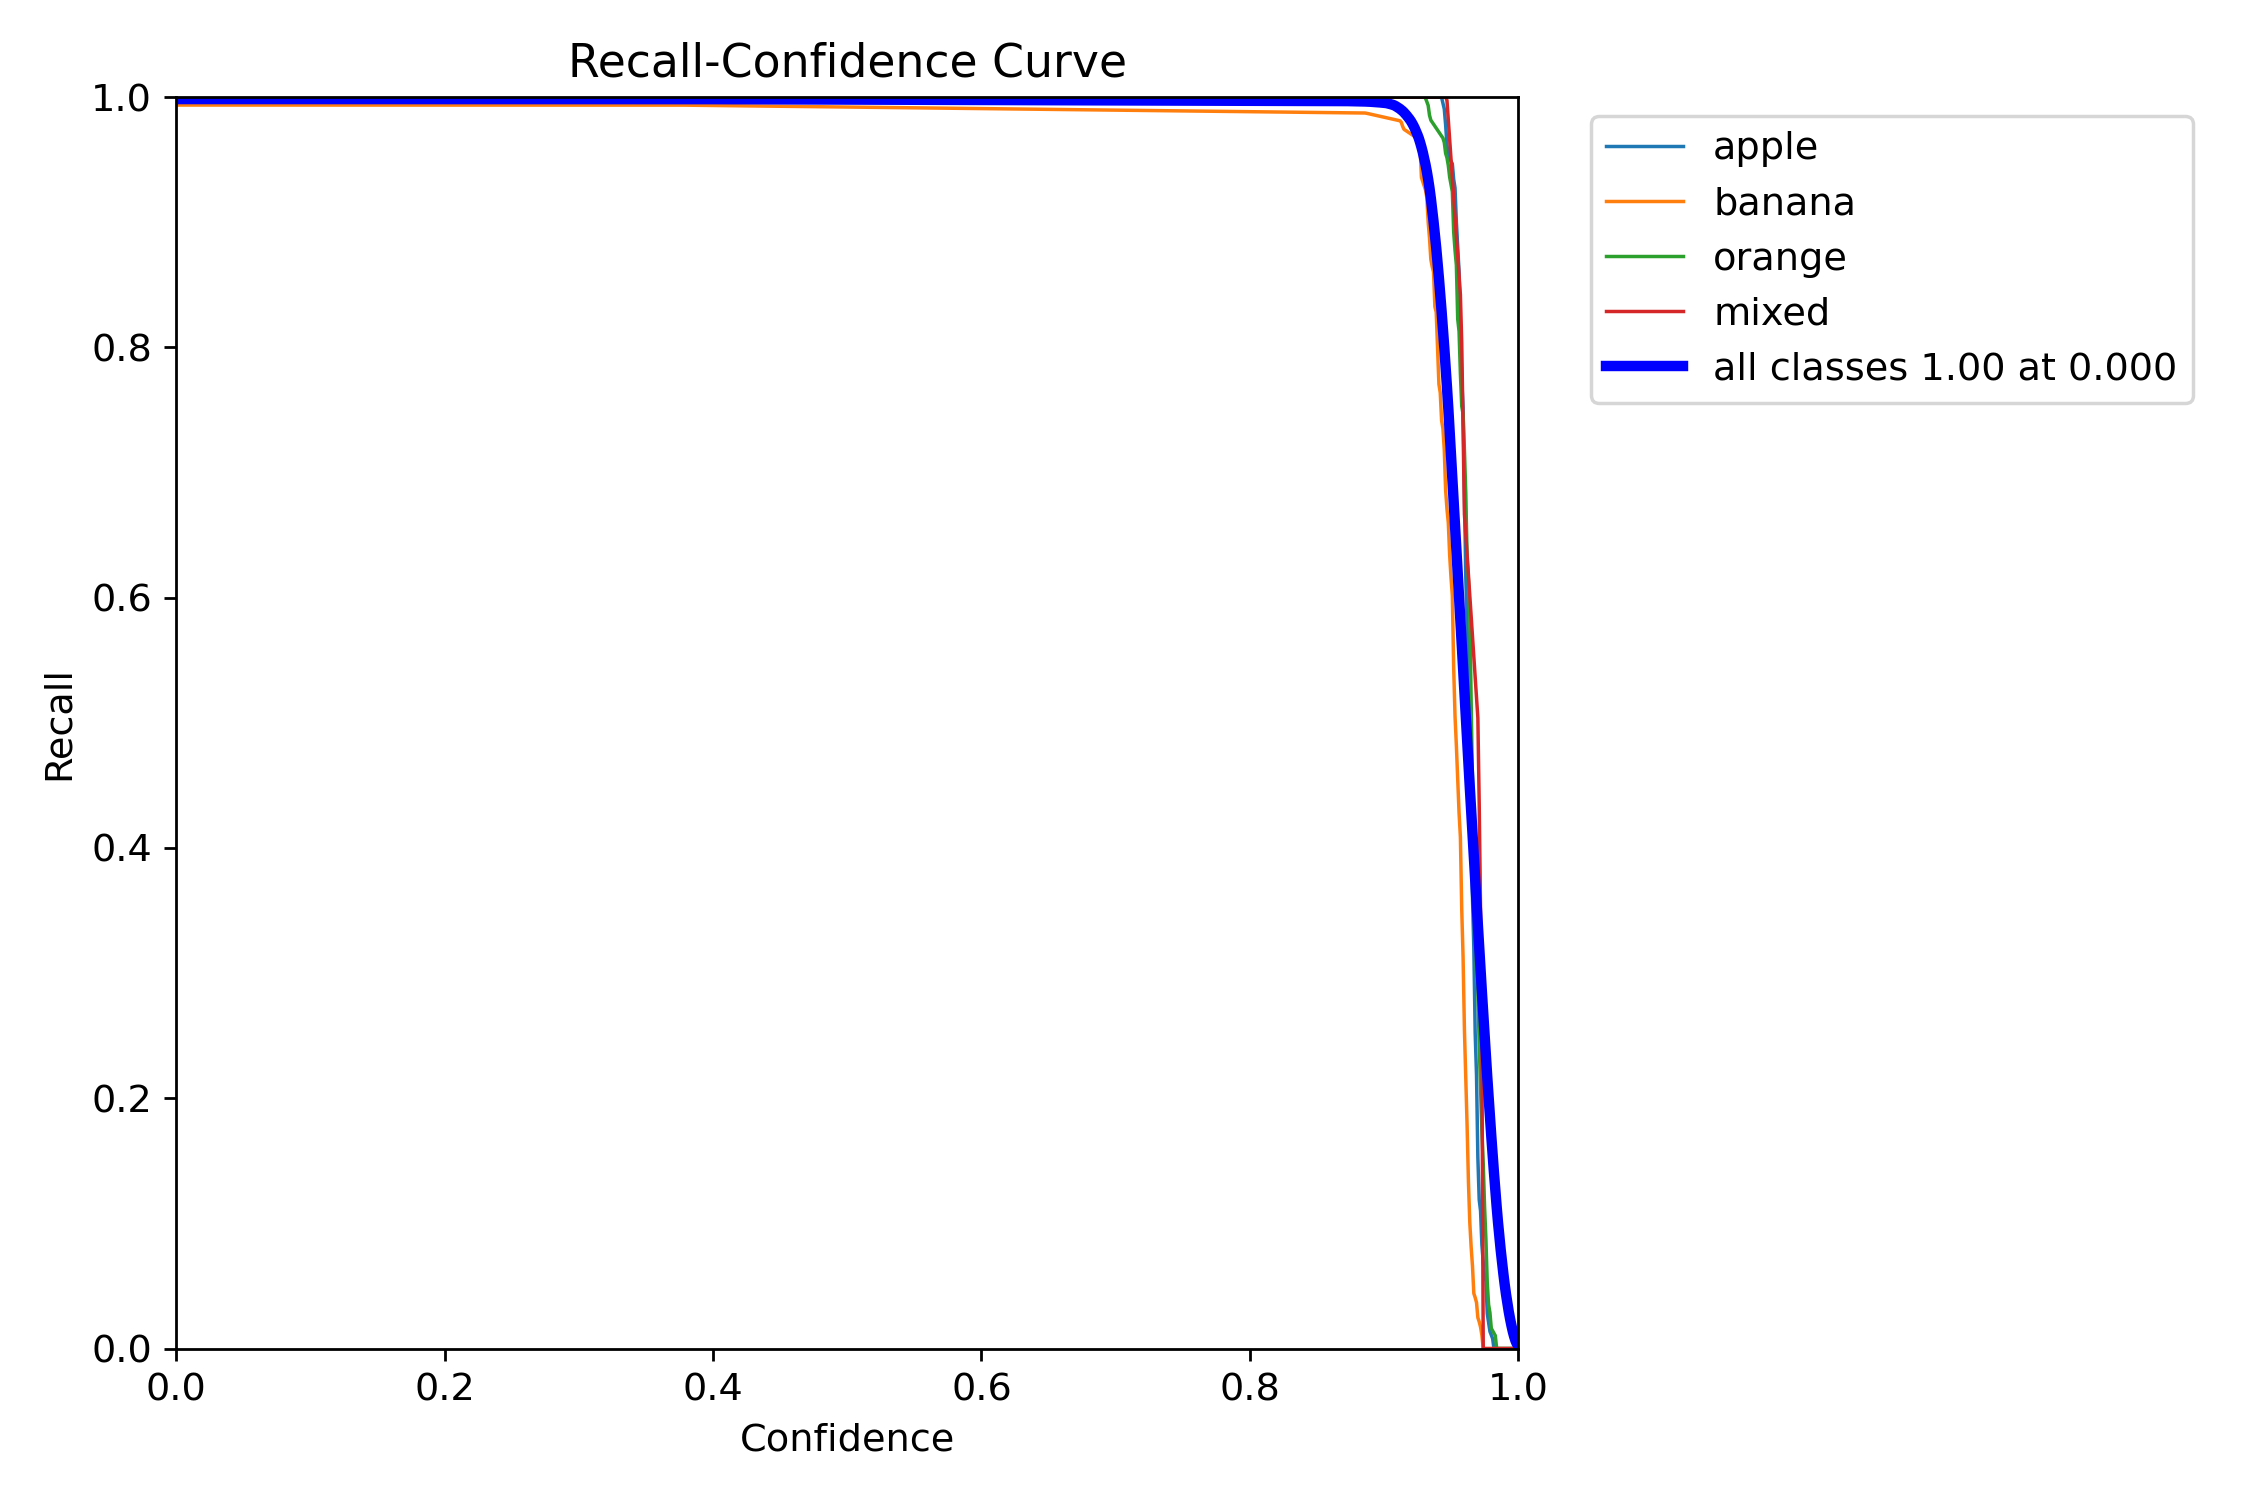 Recall-Confidence Curve
1.0
0.8
0.6
0.4
0.2
0.0
Recall
0.0 0.2 0.4 0.6 0.8 1.0
Confidence
apple
banana
orange
mixed
all classes 1.00 at 0.000